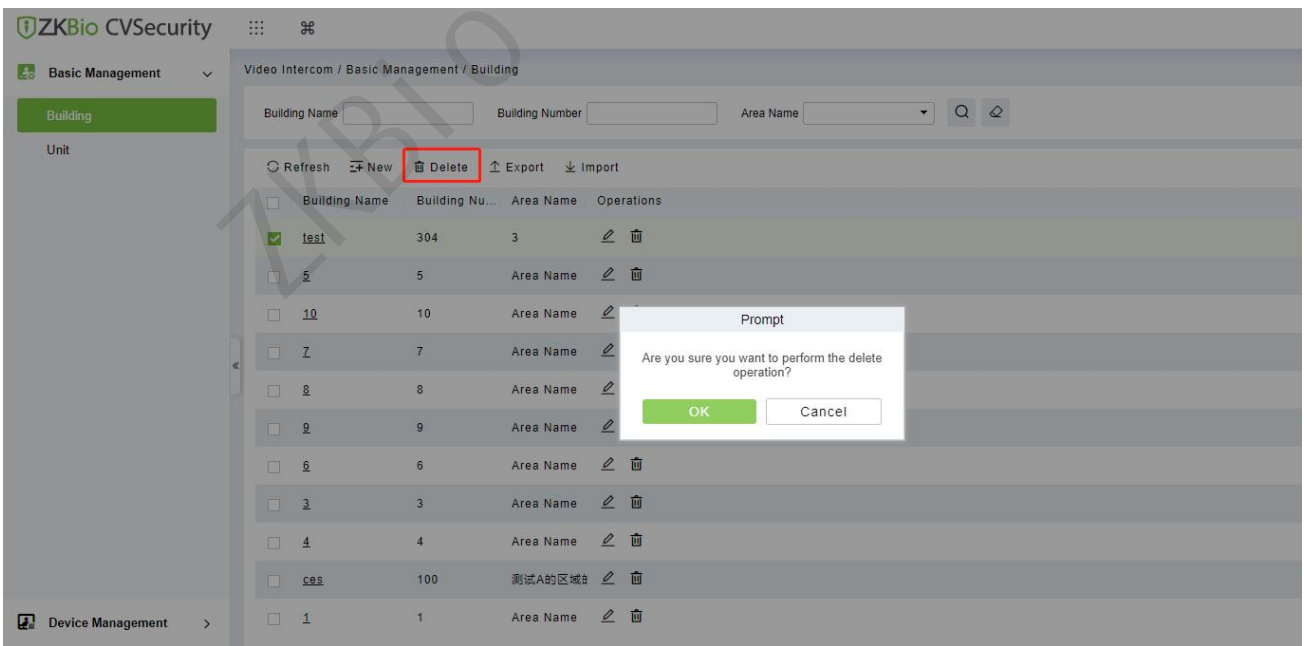 ZKBio CVSecurity
Basic Management
Video Intercom / Basic Management / Building
Building
Building Name
Building Number
Area Name
Unit
Refresh New Delete Export Import
Building Name Building Nu... Area Name Operations
test 304 3
5 5 Area Name
10 10 Area Name
7 7 Area Name
8 8 Area Name
9 9 Area Name
6 6 Area Name
3 3 Area Name
4 4 Area Name
ces 100 测试A的区域
1 1 Area Name
Prompt
Are you sure you want to perform the delete
operation?
OK Cancel
Device Management
ZKBio